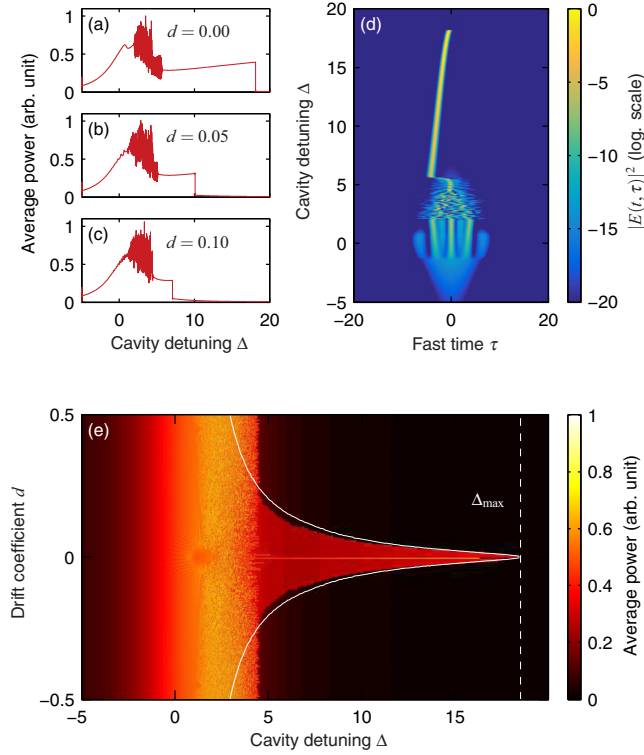 (a)
d = 0.00
1
0.5
0
(b)
d = 0.05
1
0.5
0
(c)
d = 0.10
1
0.5
0
0 10 20
Average power (arb. unit)
Cavity detuning Δ
(d)
20
15
10
5
0
−5
−20 0 20
Cavity detuning Δ
Fast time τ
0
−5
−10
−15
−20
|E(t, τ)|² (log. scale)
(e)
0.5
0
−0.5
−5 0 5 10 15
Drift coefficient d
Cavity detuning Δ
Δmax
1
0.8
0.6
0.4
0.2
0
Average power (arb. unit)